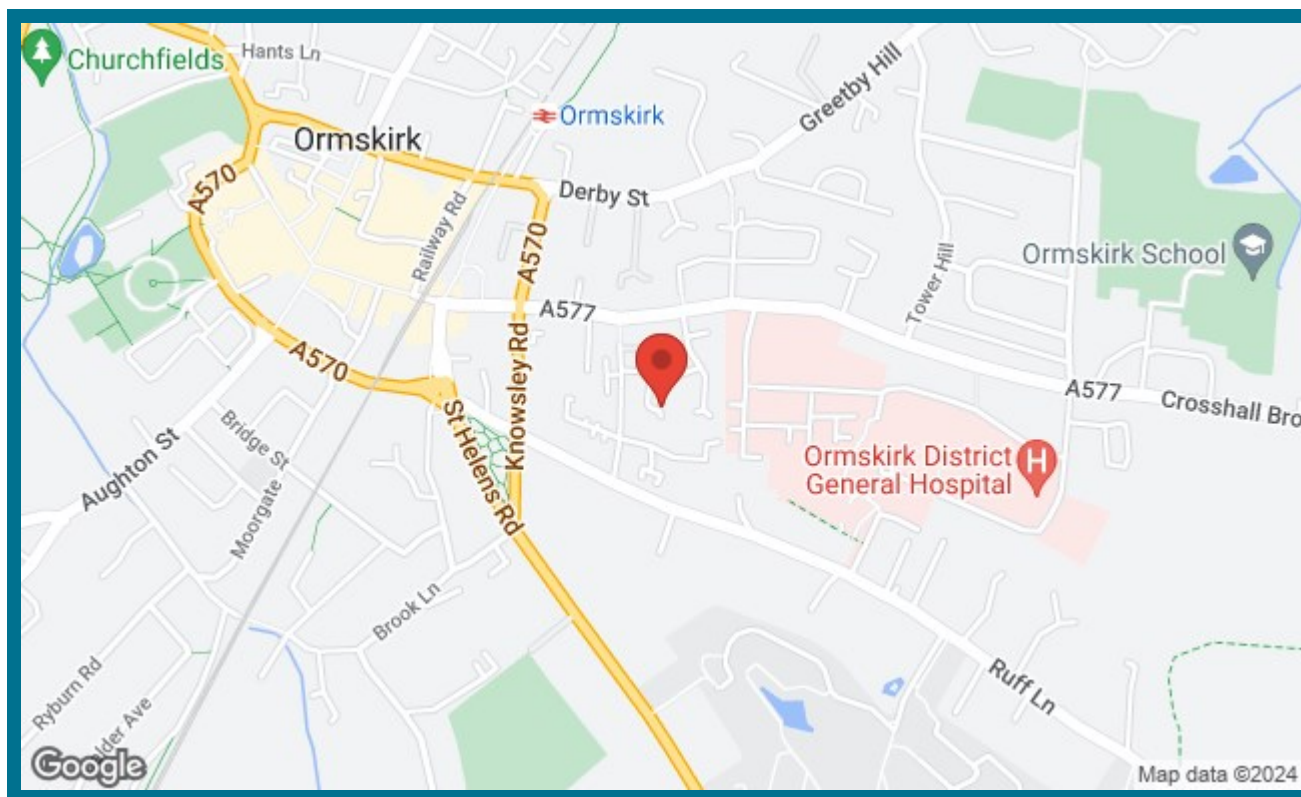 Churchfields
Hants Ln
Ormskirk
Ormskirk
Greetby Hill
Derby St
A570
Railway Rd
A570
Ormskirk School
Tower Hill
A577
A570
Knowsley Rd
A577
Crosshall Bro
St Helens Rd
Bridge St
Aughton St
Moorgate
Ormskirk District
General Hospital
H
Brook Ln
Ruff Ln
Ryburn Rd
lder Ave
Google
Map data ©2024